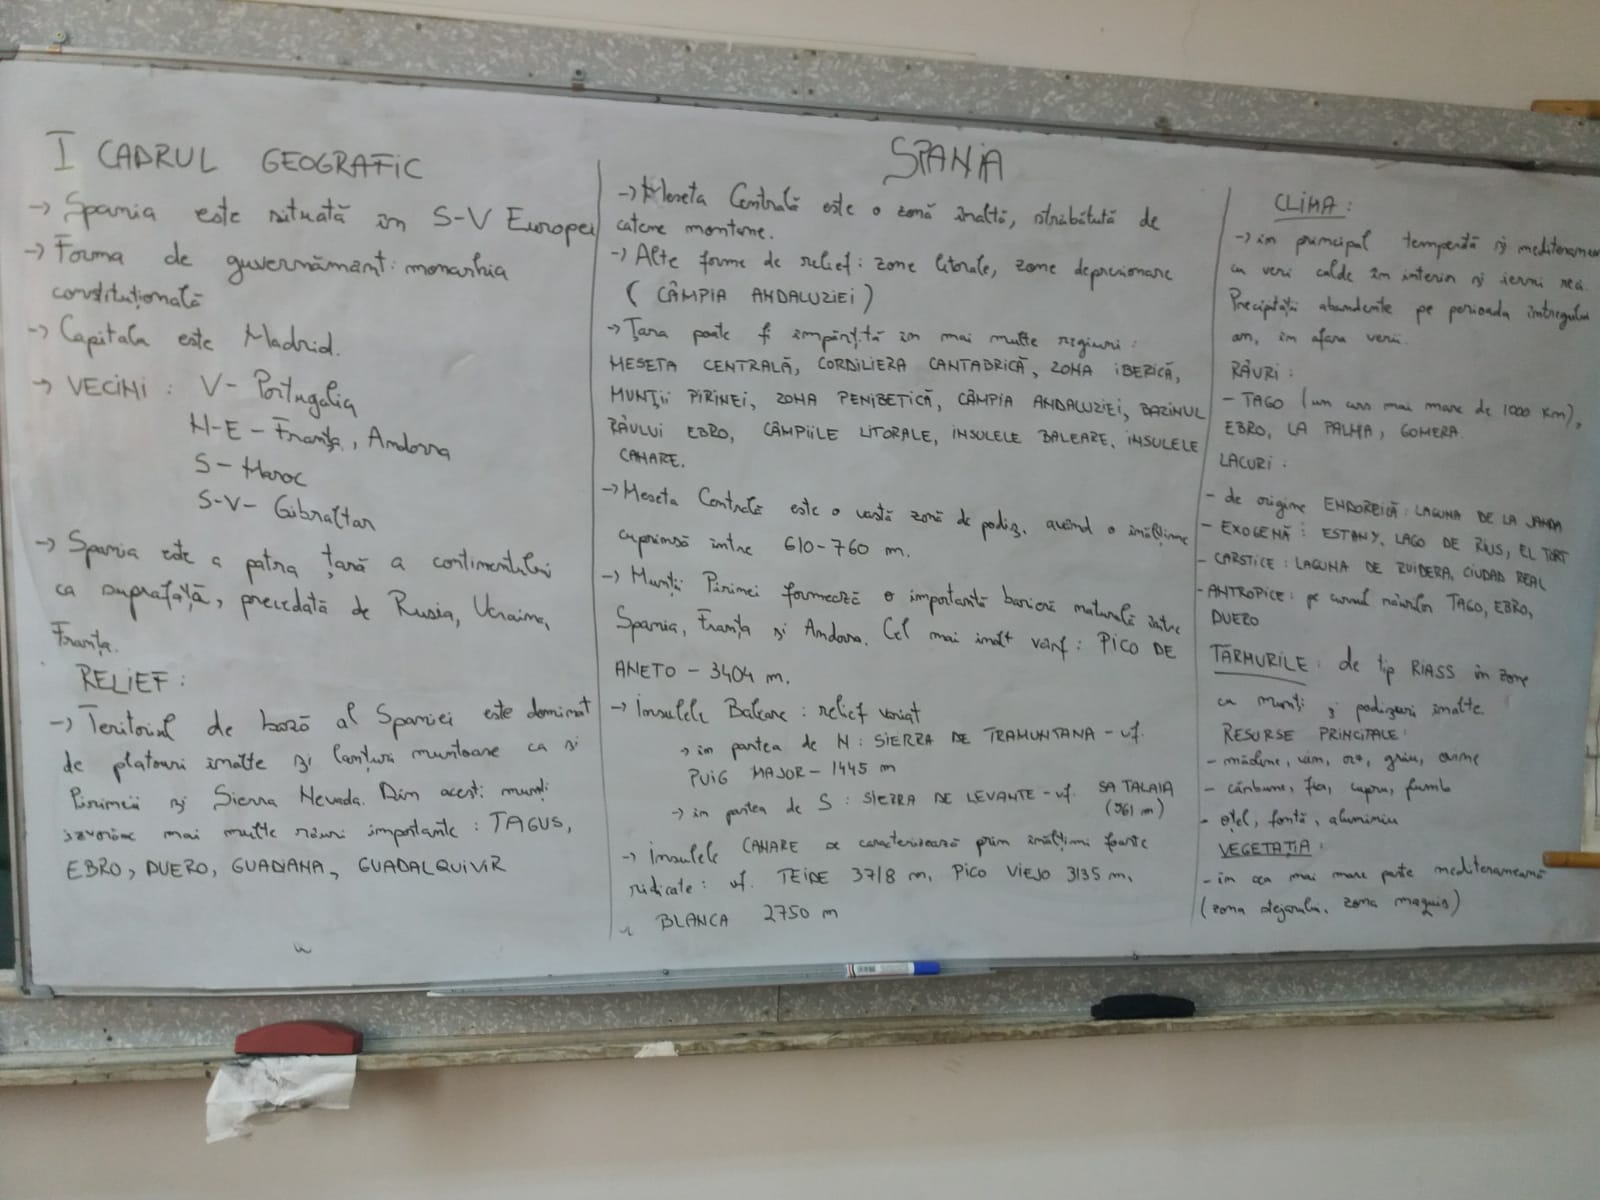 SPANIA
I CADRUL GEOGRAFIC
→ Spania este situată în S-V Europei
→ Forma de guvernământ: monarhia
constituțională
→ Capitala este Madrid.
→ VECINI : V- Portugalia
N-E - Franța, Andorra
S - Maroc
S-V- Gibraltar
→ Spania este a patra țară a continentului
ca suprafață, precedată de Rusia, Ucraina,
Franța.
RELIEF :
→ Teritoriul de bază al Spaniei este dominat
de platouri înalte și lanțuri muntoase ca și
Pirineii și Sierra Nevada. Din acești munți
izvorăsc mai multe râuri importante : TAGUS,
EBRO, DUERO, GUADIANA, GUADALQUIVIR
→ Meseta Centrală este o zonă înaltă, străbătută de
catene montane.
→ Alte forme de relief : zone litorale, zone depresionare
( CÂMPIA ANDALUZIEI )
→ Țara poate fi împărțită în mai multe regiuni :
MESETA CENTRALĂ, CORDILIERA CANTABRICĂ, ZONA IBERICĂ,
MUNȚII PIRINEI, ZONA PENIBETICĂ, CÂMPIA ANDALUZIEI, BAZINUL
RÂULUI EBRO, CÂMPIILE LITORALE, INSULELE BALEARE, INSULELE
CANARE.
→ Meseta Centrală este o vastă zonă de podiș, având o înălțime
cuprinsă între 610-760 m.
→ Munții Pirinei formează o importantă barieră naturală între
Spania, Franța și Andora. Cel mai înalt vârf : PICO DE
ANETO - 3404 m.
→ Insulele Baleare : relief variat
→ în partea de N : SIERRA DE TRAMUNTANA - vf.
PUIG MAJOR - 1445 m
→ în partea de S : SIERRA DE LEVANTE - vf. SA TALAIA
(561 m)
→ Insulele CANARE se caracterizează prin înălțimi foarte
ridicate : vf. TEIDE 3718 m, PICO VIEJO 3135 m,
BLANCA 2750 m
CLIMA :
→ în principal temperată și mediteraneană
cu veri calde în interior și ierni reci.
Precipitații abundente pe perioada întregului
an, în afara verii.
RÂURI :
- TAGO (un curs mai mare de 1000 km),
EBRO, LA PALMA, GOMERA.
LACURI :
- de origine ENDOREICĂ : LAGUNA DE LA JANDA
- EXOGENĂ : ESTANY, LAGO DE RIUS, EL TORT
- CARSTICE : LAGUNA DE RUIDERA, CIUDAD REAL
- ANTROPICE : pe cursul râurilor TAGO, EBRO,
DUERO
ȚĂRMURILE : de tip RIASS în zone
cu munți și podișuri înalte.
RESURSE PRINCIPALE :
- măsline, vin, orz, grâu, ovine
- cărbune, fier, cupru, plumb
- oțel, fontă, aluminiu
VEGETAȚIA :
- în cea mai mare parte mediteraneană
(zona stejarului, zona maquis)